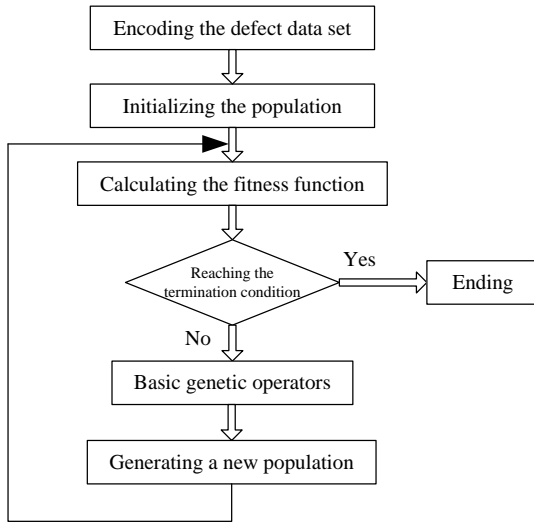 Encoding the defect data set
Initializing the population
Calculating the fitness function
Reaching the
termination condition
Yes
Ending
No
Basic genetic operators
Generating a new population